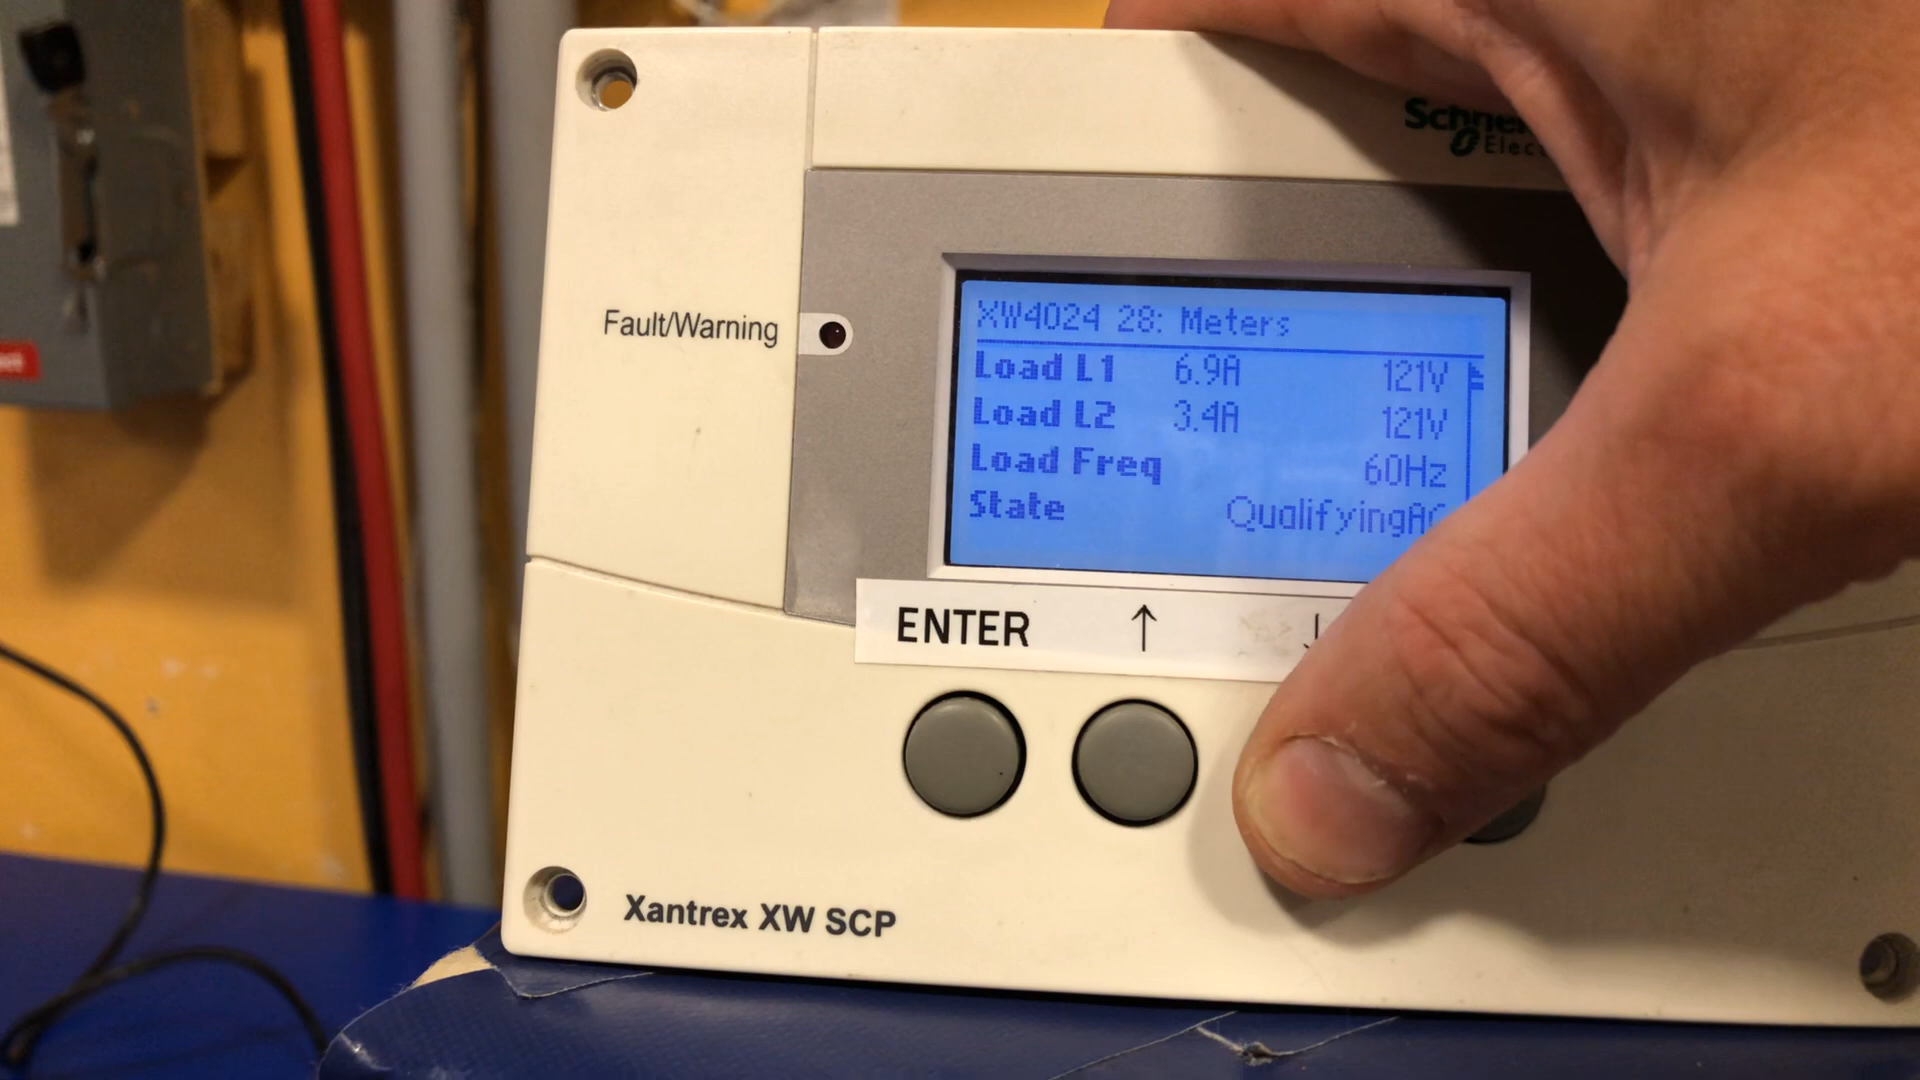 Fault/Warning
XW4024 28: Meters
Load L1 6.9A 121V
Load L2 3.4A 121V
Load Freq 60Hz
State QualifyingAC
ENTER ↑ ↓
Xantrex XW SCP